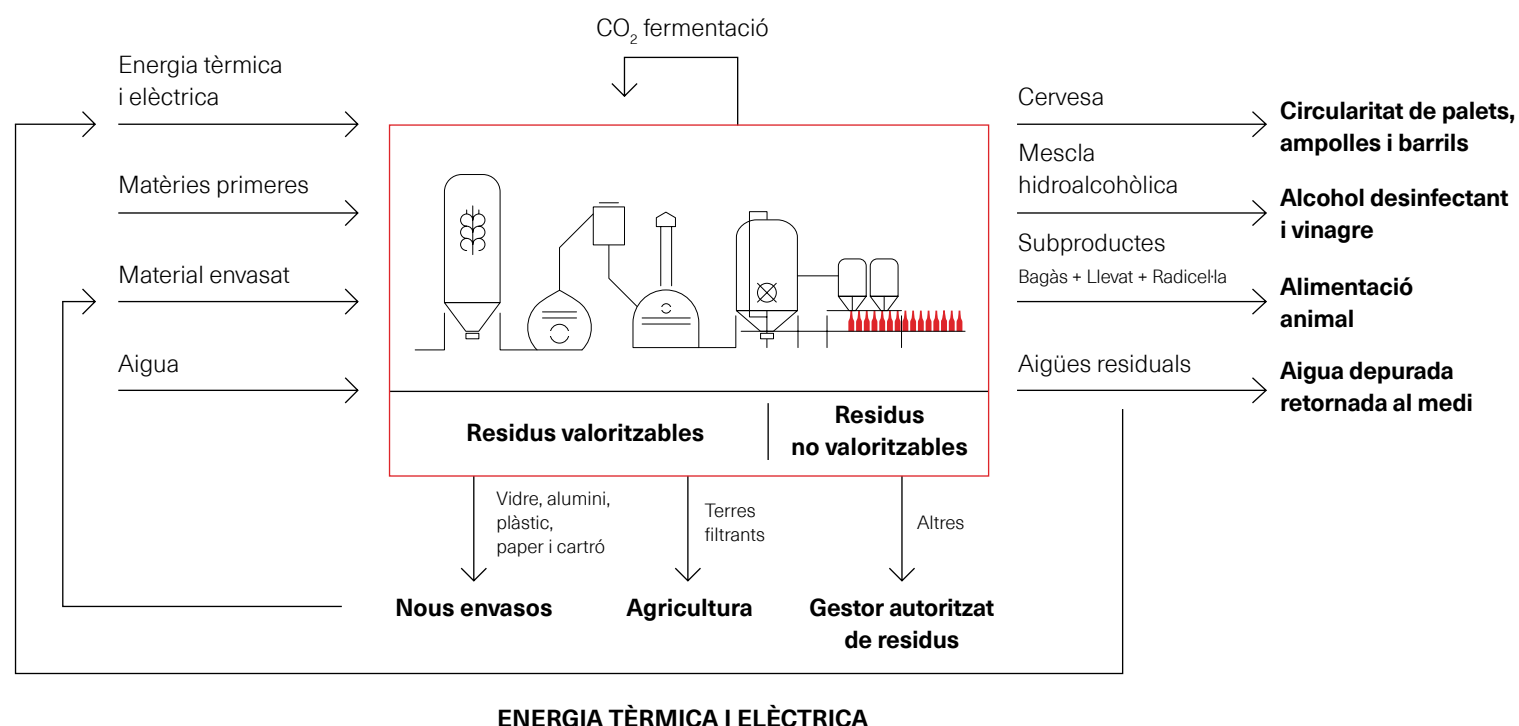 CO₂ fermentació
Energia tèrmica
i elèctrica
Matèries primeres
Material envasat
Aigua
Cervesa
Circularitat de palets,
ampolles i barrils
Mescla
hidroalcohòlica
Alcohol desinfectant
i vinagre
Subproductes
Bagàs + Llevat + Radicel·la
Alimentació
animal
Aigües residuals
Aigua depurada
retornada al medi
Residus valoritzables
Residus
no valoritzables
Vidre, alumini,
plàstic,
paper i cartró
Terres
filtrants
Altres
Nous envasos
Agricultura
Gestor autoritzat
de residus
ENERGIA TÈRMICA I ELÈCTRICA